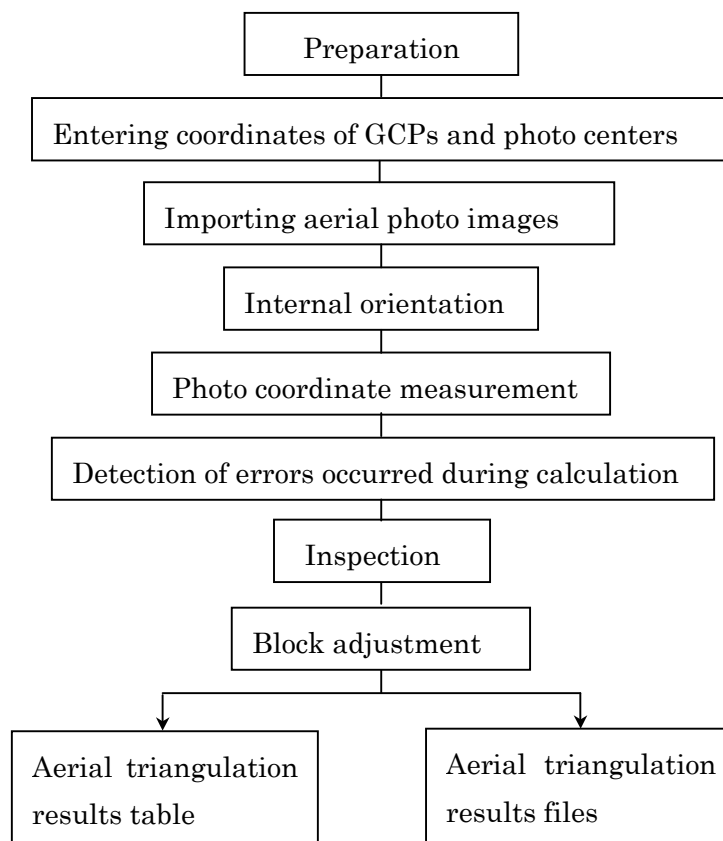 Preparation
Entering coordinates of GCPs and photo centers
Importing aerial photo images
Internal orientation
Photo coordinate measurement
Detection of errors occurred during calculation
Inspection
Block adjustment
Aerial triangulation
results table
Aerial triangulation
results files